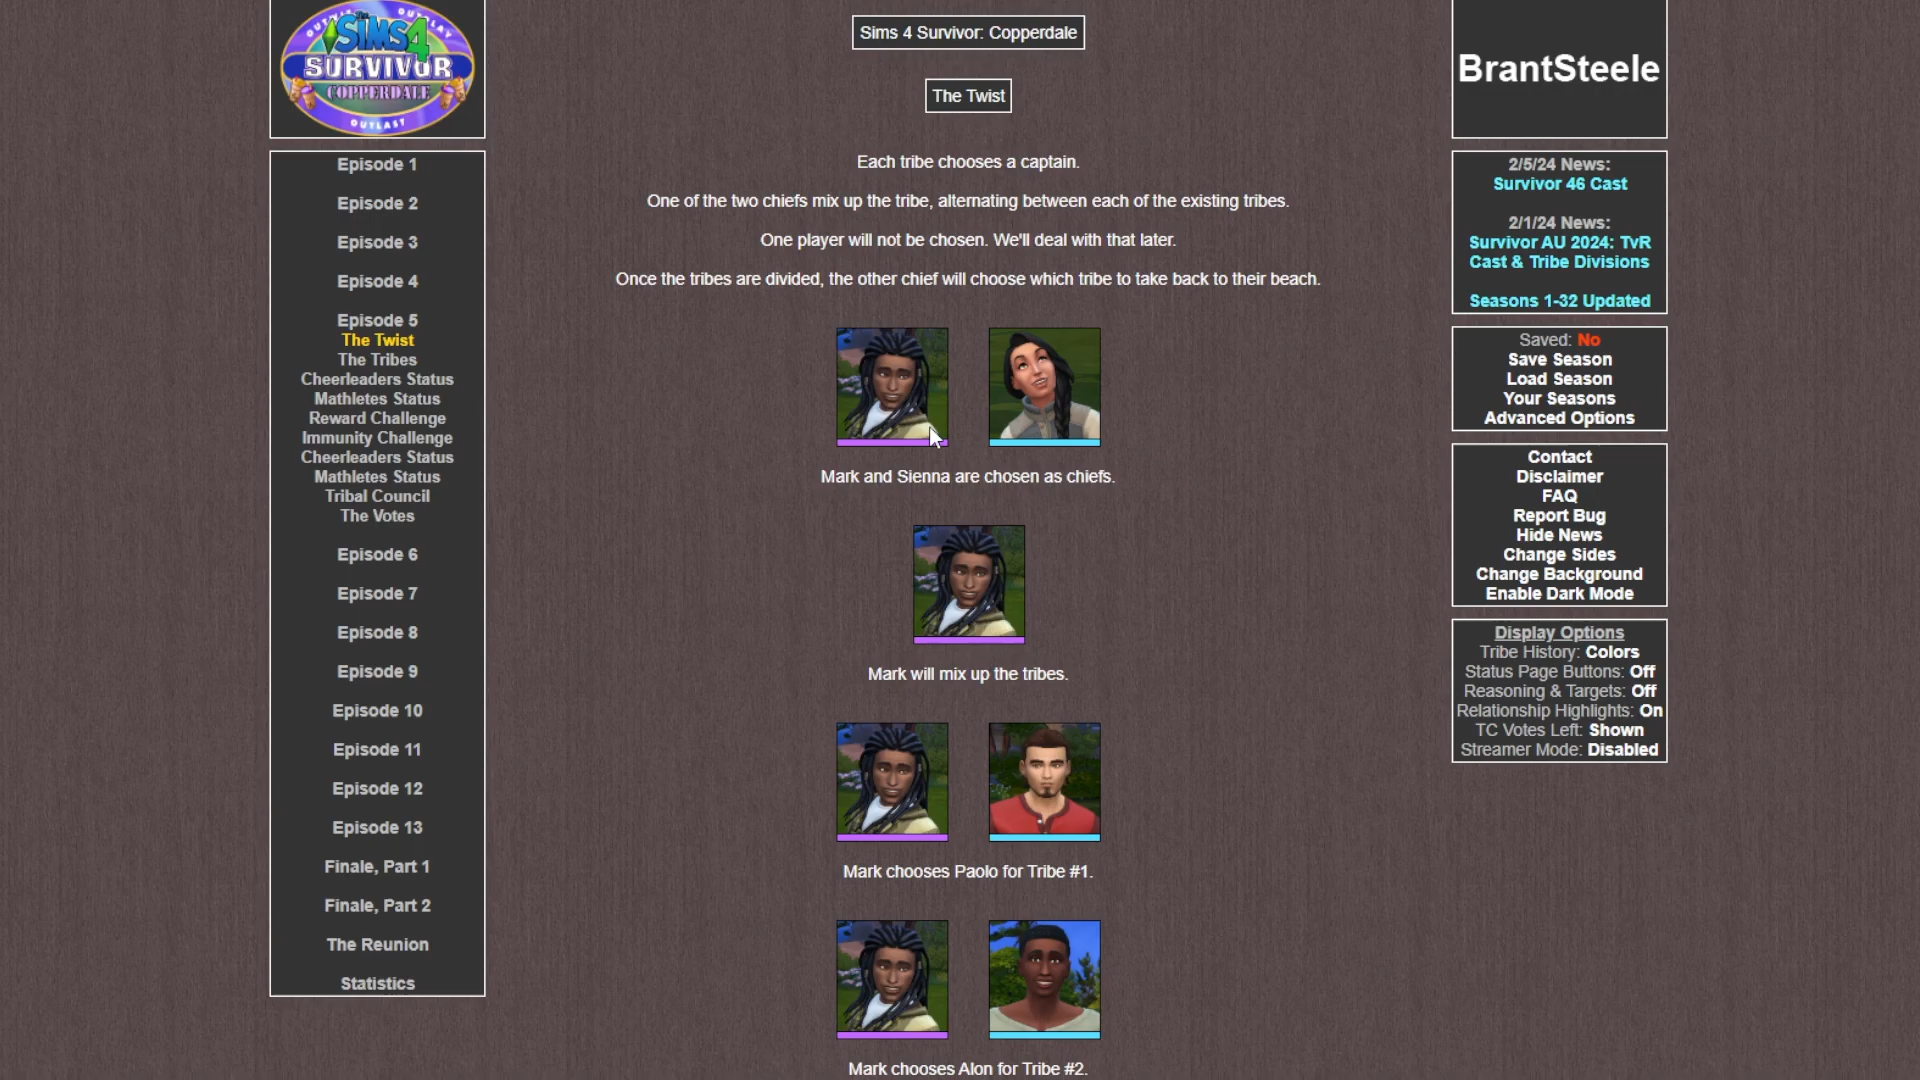 OUTWIT OUTPLAY
The SIMS 4
SURVIVOR
COPPERDALE
OUTLAST
Episode 1
Episode 2
Episode 3
Episode 4
Episode 5
The Twist
The Tribes
Cheerleaders Status
Mathletes Status
Reward Challenge
Immunity Challenge
Cheerleaders Status
Mathletes Status
Tribal Council
The Votes
Episode 6
Episode 7
Episode 8
Episode 9
Episode 10
Episode 11
Episode 12
Episode 13
Finale, Part 1
Finale, Part 2
The Reunion
Statistics
Sims 4 Survivor: Copperdale
The Twist
Each tribe chooses a captain.
One of the two chiefs mix up the tribe, alternating between each of the existing tribes.
One player will not be chosen. We'll deal with that later.
Once the tribes are divided, the other chief will choose which tribe to take back to their beach.
Mark and Sienna are chosen as chiefs.
Mark will mix up the tribes.
Mark chooses Paolo for Tribe #1.
Mark chooses Alon for Tribe #2.
BrantSteele
2/5/24 News:
Survivor 46 Cast
2/1/24 News:
Survivor AU 2024: TvR
Cast & Tribe Divisions
Seasons 1-32 Updated
Saved: No
Save Season
Load Season
Your Seasons
Advanced Options
Contact
Disclaimer
FAQ
Report Bug
Hide News
Change Sides
Change Background
Enable Dark Mode
Display Options
Tribe History: Colors
Status Page Buttons: Off
Reasoning & Targets: Off
Relationship Highlights: On
TC Votes Left: Shown
Streamer Mode: Disabled